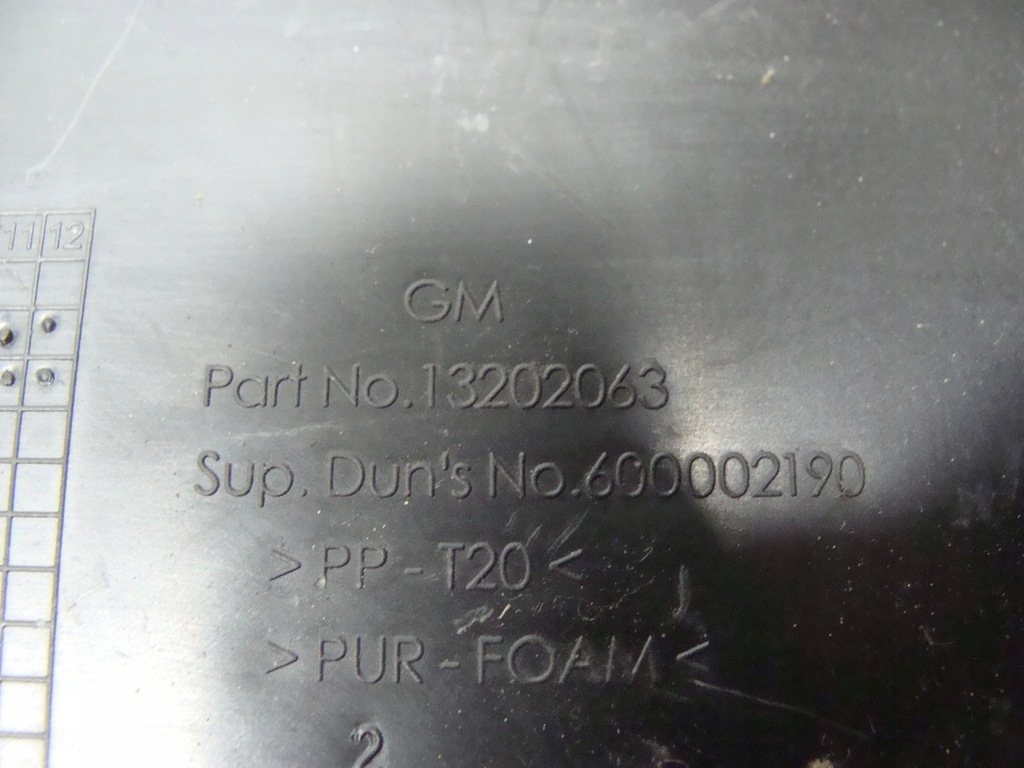 11 12
GM
Part No.13202063
Sup. Dun's No.600002190
>PP-T20<
>PUR-FOAM<
2